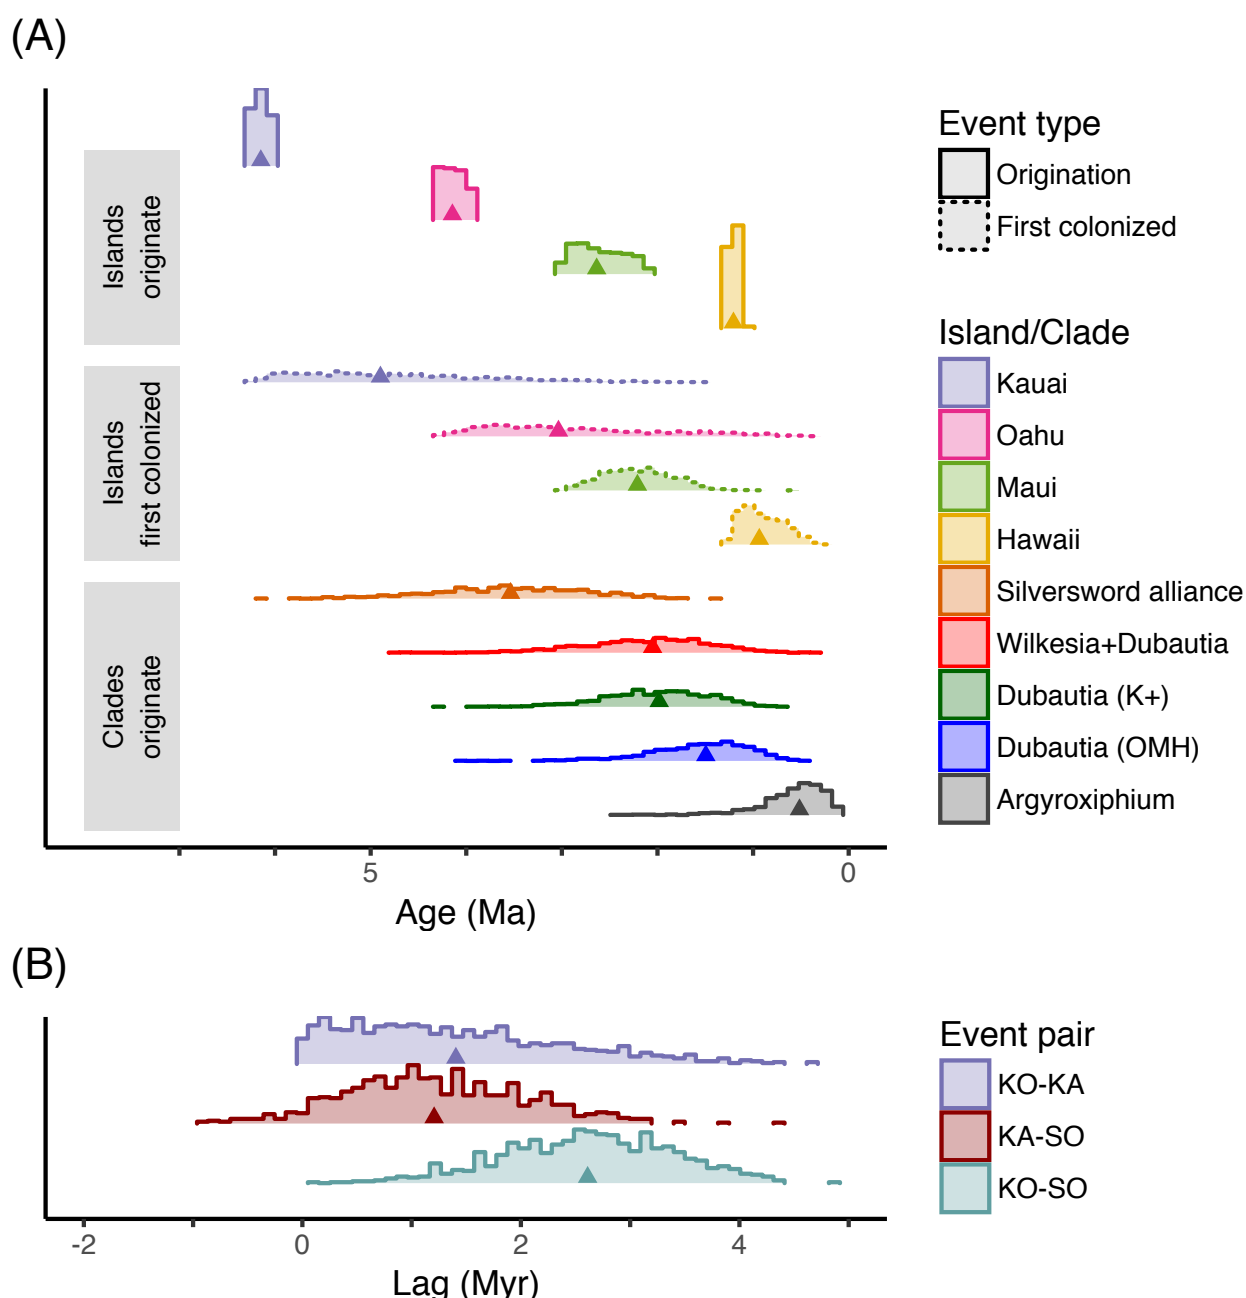 (A)
Islands
originate
Islands
first colonized
Clades
originate
5
0
Age (Ma)
Event type
Origination
First colonized
Island/Clade
Kauai
Oahu
Maui
Hawaii
Silversword alliance
Wilkesia+Dubautia
Dubautia (K+)
Dubautia (OMH)
Argyroxiphium
(B)
-2
0
2
4
Lag (Myr)
Event pair
KO-KA
KA-SO
KO-SO